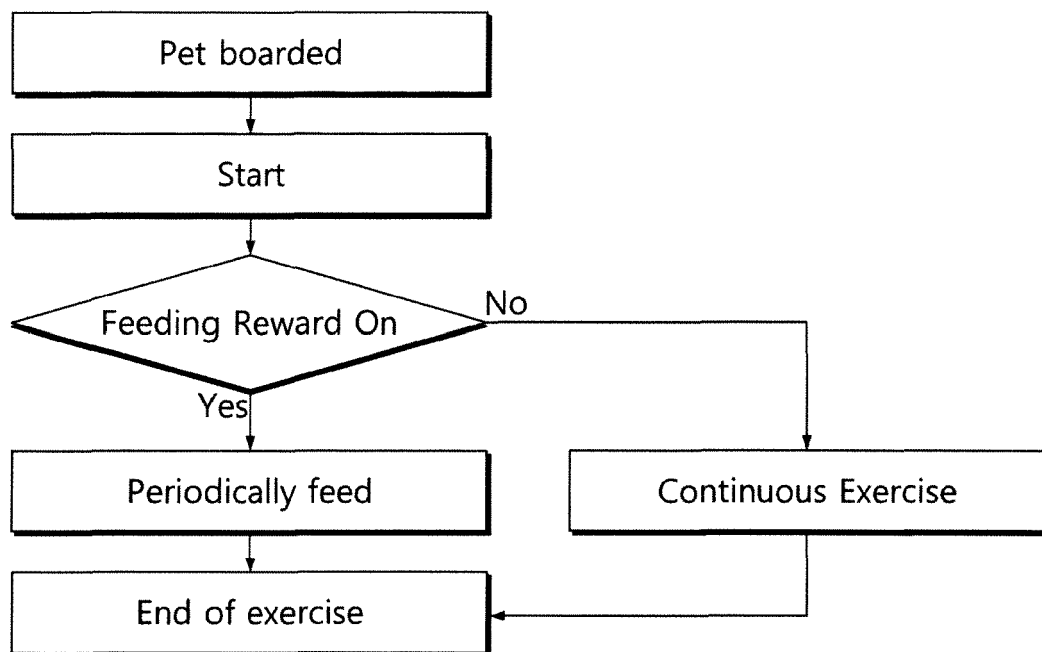 Pet boarded
Start
Feeding Reward On
No
Yes
Periodically feed
Continuous Exercise
End of exercise